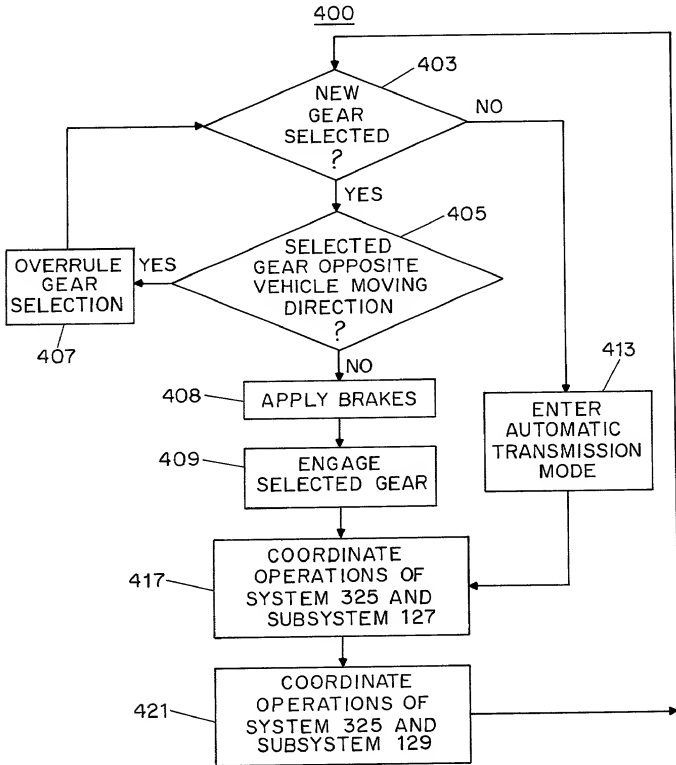 400
403
NEW
GEAR
SELECTED
?
NO
YES
405
SELECTED
GEAR OPPOSITE
VEHICLE MOVING
DIRECTION
?
YES
OVERRULE
GEAR
SELECTION
407
NO
408
APPLY BRAKES
413
ENTER
AUTOMATIC
TRANSMISSION
MODE
409
ENGAGE
SELECTED GEAR
417
COORDINATE
OPERATIONS OF
SYSTEM 325 AND
SUBSYSTEM 127
421
COORDINATE
OPERATIONS OF
SYSTEM 325 AND
SUBSYSTEM 129